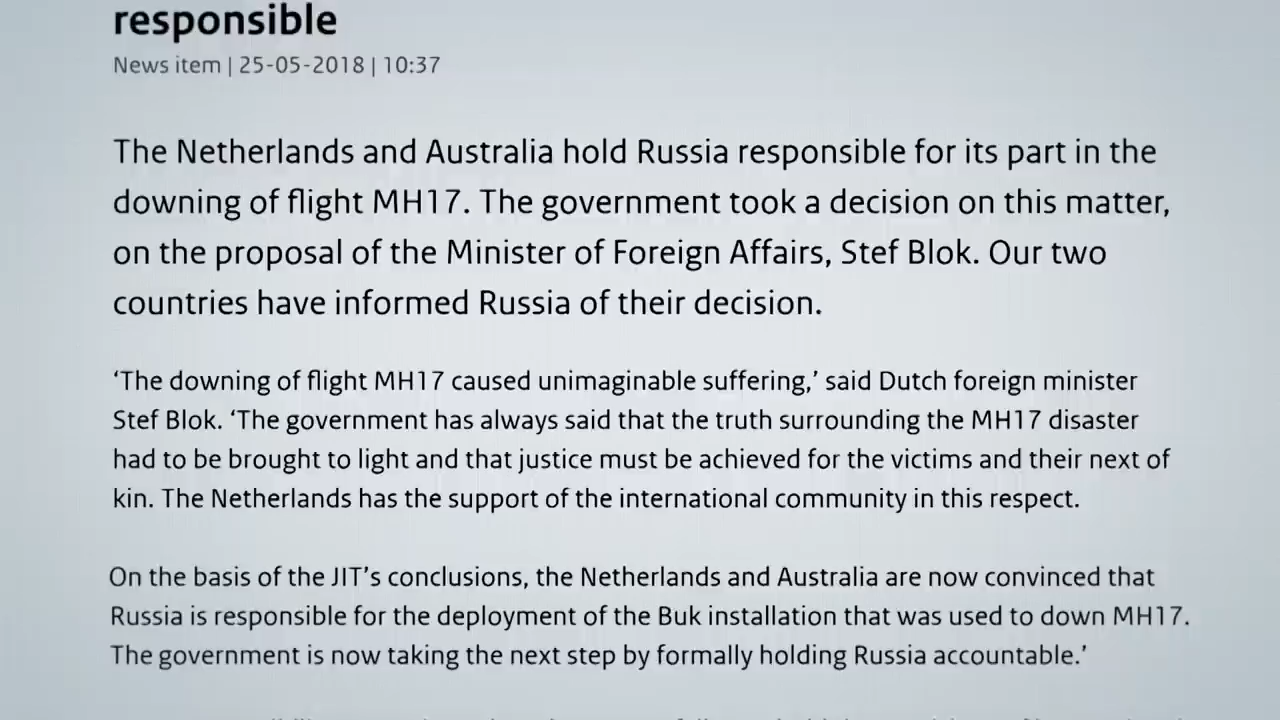 responsible
News item | 25-05-2018 | 10:37
The Netherlands and Australia hold Russia responsible for its part in the
downing of flight MH17. The government took a decision on this matter,
on the proposal of the Minister of Foreign Affairs, Stef Blok. Our two
countries have informed Russia of their decision.
‘The downing of flight MH17 caused unimaginable suffering,’ said Dutch foreign minister
Stef Blok. ‘The government has always said that the truth surrounding the MH17 disaster
had to be brought to light and that justice must be achieved for the victims and their next of
kin. The Netherlands has the support of the international community in this respect.
On the basis of the JIT’s conclusions, the Netherlands and Australia are now convinced that
Russia is responsible for the deployment of the Buk installation that was used to down MH17.
The government is now taking the next step by formally holding Russia accountable.’